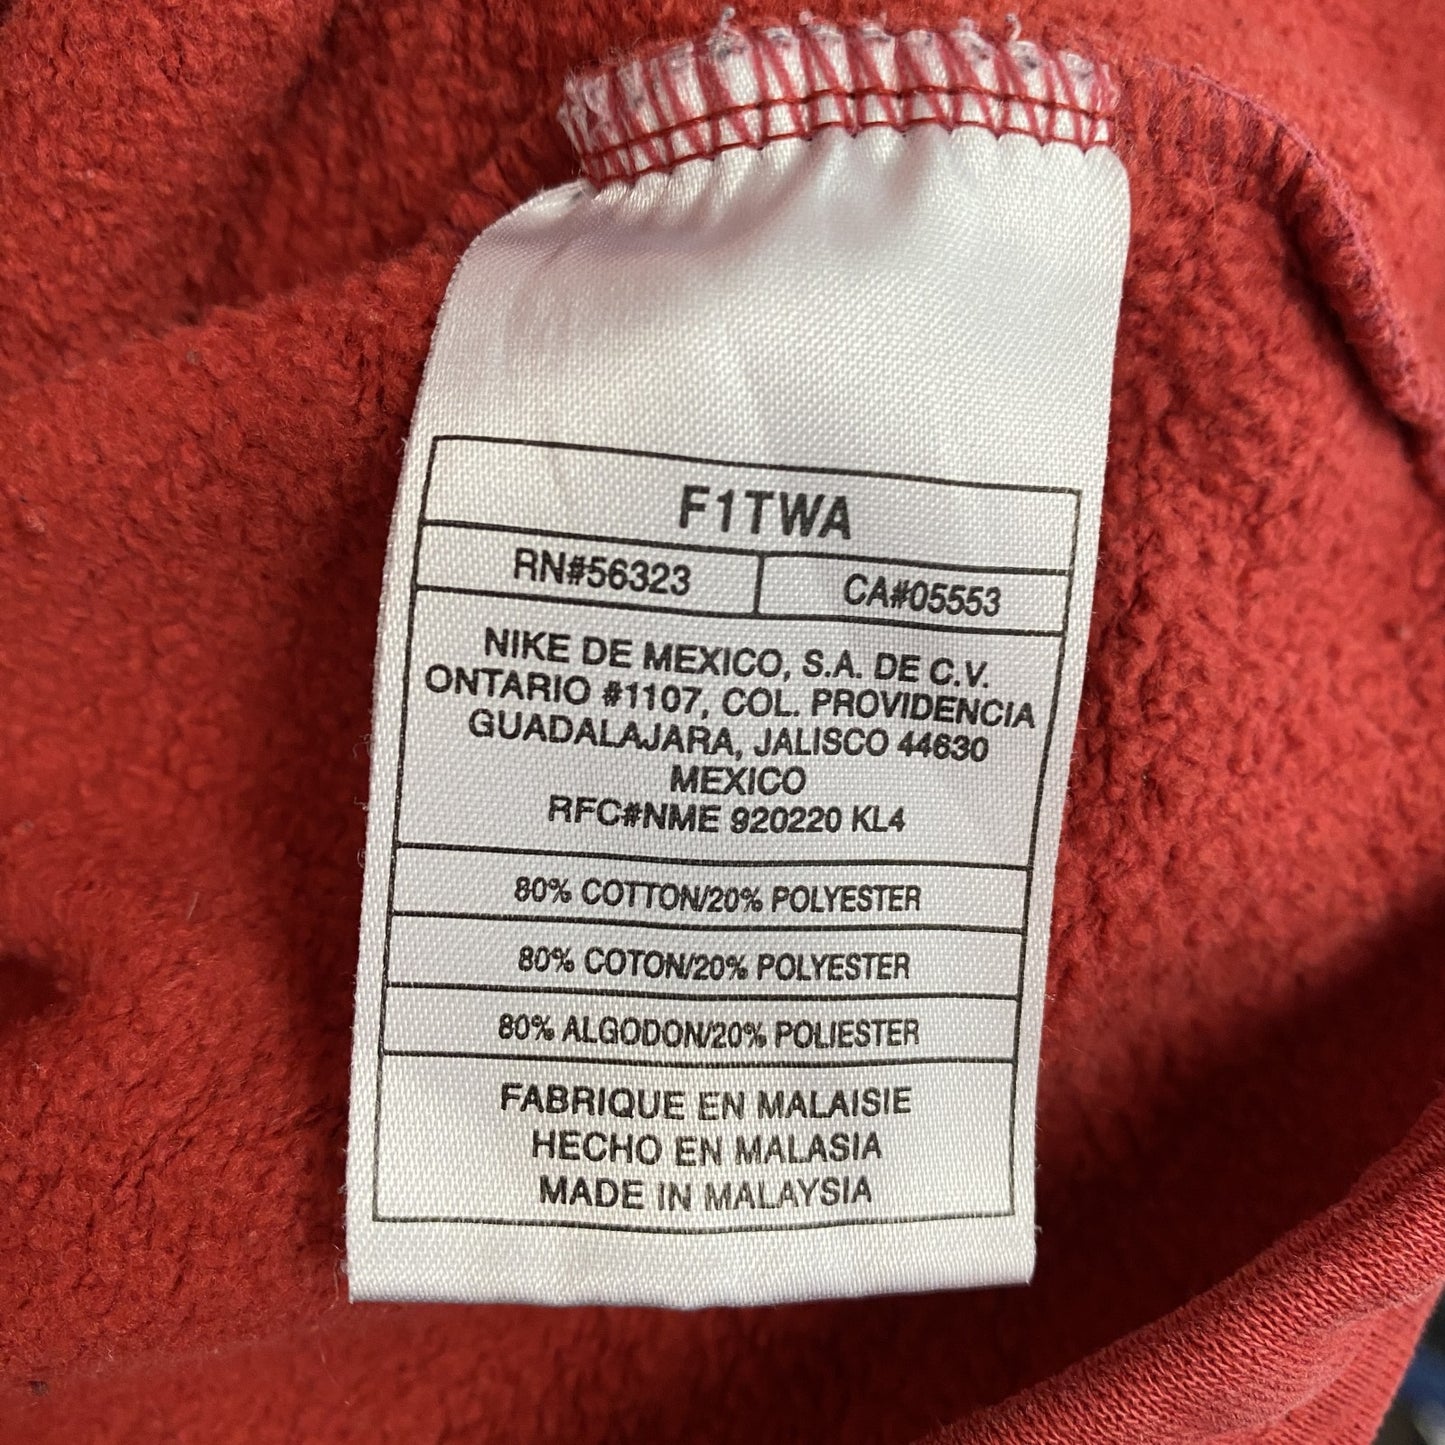 F1TWA
RN#56323 CA#05553
NIKE DE MEXICO, S.A. DE C.V.
ONTARIO #1107, COL. PROVIDENCIA
GUADALAJARA, JALISCO 44630
MEXICO
RFC#NME 920220 KL4
80% COTTON/20% POLYESTER
80% COTON/20% POLYESTER
80% ALGODON/20% POLIESTER
FABRIQUE EN MALAISIE
HECHO EN MALASIA
MADE IN MALAYSIA